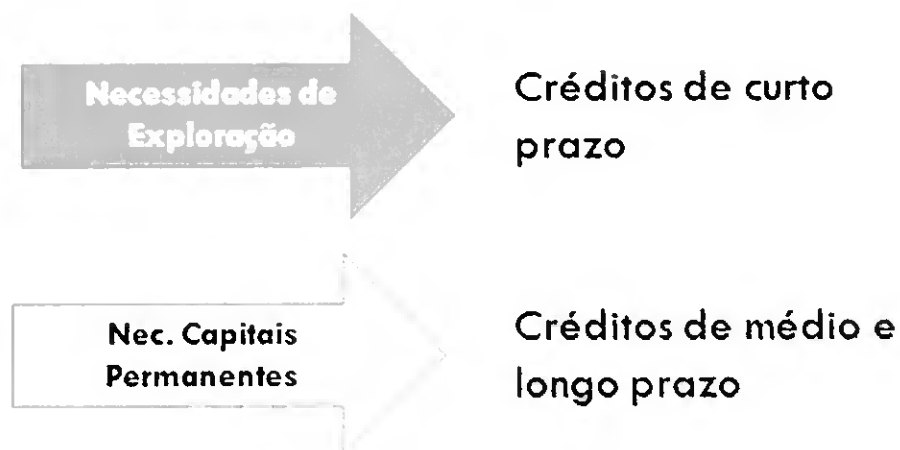 Necessidades de
Exploração
Créditos de curto
prazo
Nec. Capitais
Permanentes
Créditos de médio e
longo prazo